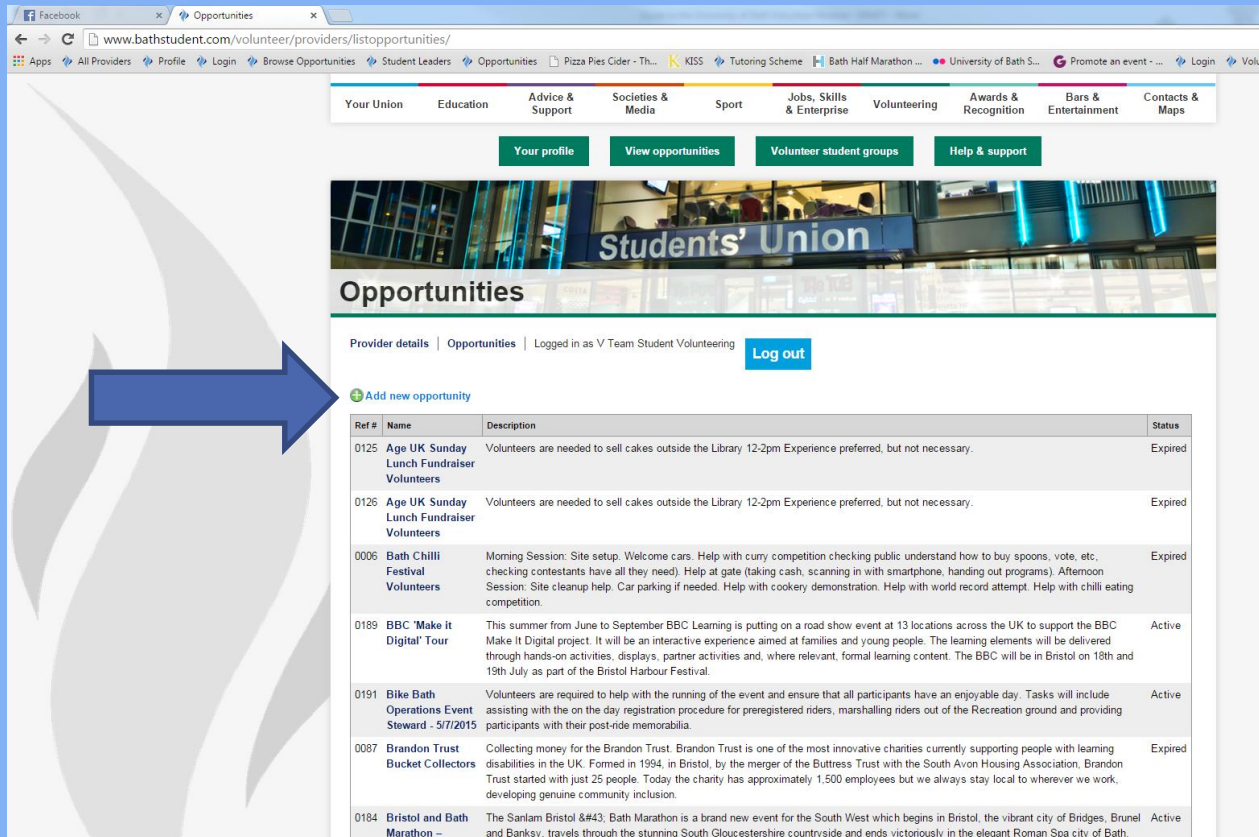 Facebook
Opportunities
www.bathstudent.com/volunteer/providers/listopportunities/
Apps All Providers Profile Login Browse Opportunities Student Leaders Opportunities Pizza Pies Cider - Th... KISS Tutoring Scheme Bath Half Marathon ... University of Bath S... Promote an event - ... Login Volu
Your Union Education Advice & Support Societies & Media Sport Jobs, Skills & Enterprise Volunteering Awards & Recognition Bars & Entertainment Contacts & Maps
Your profile View opportunities Volunteer student groups Help & support
Students' Union
Opportunities
Provider details | Opportunities | Logged in as V Team Student Volunteering Log out
Add new opportunity
Ref # Name Description Status
0125 Age UK Sunday Volunteers are needed to sell cakes outside the Library 12-2pm Experience preferred, but not necessary. Expired
Lunch Fundraiser
Volunteers
0126 Age UK Sunday Volunteers are needed to sell cakes outside the Library 12-2pm Experience preferred, but not necessary. Expired
Lunch Fundraiser
Volunteers
0006 Bath Chilli Morning Session: Site setup. Welcome cars. Help with curry competition checking public understand how to buy spoons, vote, etc, Expired
Festival checking contestants have all they need). Help at gate (taking cash, scanning in with smartphone, handing out programs). Afternoon
Volunteers Session: Site cleanup help. Car parking if needed. Help with cookery demonstration. Help with world record attempt. Help with chilli eating
competition.
0189 BBC 'Make it This summer from June to September BBC Learning is putting on a road show event at 13 locations across the UK to support the BBC Active
Digital' Tour Make It Digital project. It will be an interactive experience aimed at families and young people. The learning elements will be delivered
through hands-on activities, displays, partner activities and, where relevant, formal learning content. The BBC will be in Bristol on 18th and
19th July as part of the Bristol Harbour Festival.
0191 Bike Bath Volunteers are required to help with the running of the event and ensure that all participants have an enjoyable day. Tasks will include Active
Operations Event assisting with the on the day registration procedure for preregistered riders, marshalling riders out of the Recreation ground and providing
Steward - 5/7/2015 participants with their post-ride memorabilia.
0087 Brandon Trust Collecting money for the Brandon Trust. Brandon Trust is one of the most innovative charities currently supporting people with learning Expired
Bucket Collectors disabilities in the UK. Formed in 1994, in Bristol, by the merger of the Buttress Trust with the South Avon Housing Association, Brandon
Trust started with just 25 people. Today the charity has approximately 1,500 employees but we always stay local to wherever we work,
developing genuine community inclusion.
0184 Bristol and Bath The Sanlam Bristol &#43; Bath Marathon is a brand new event for the South West which begins in Bristol, the vibrant city of Bridges, Brunel Active
Marathon – and Banksy, travels through the stunning South Gloucestershire countryside and ends victoriously in the elegant Roman Spa city of Bath.